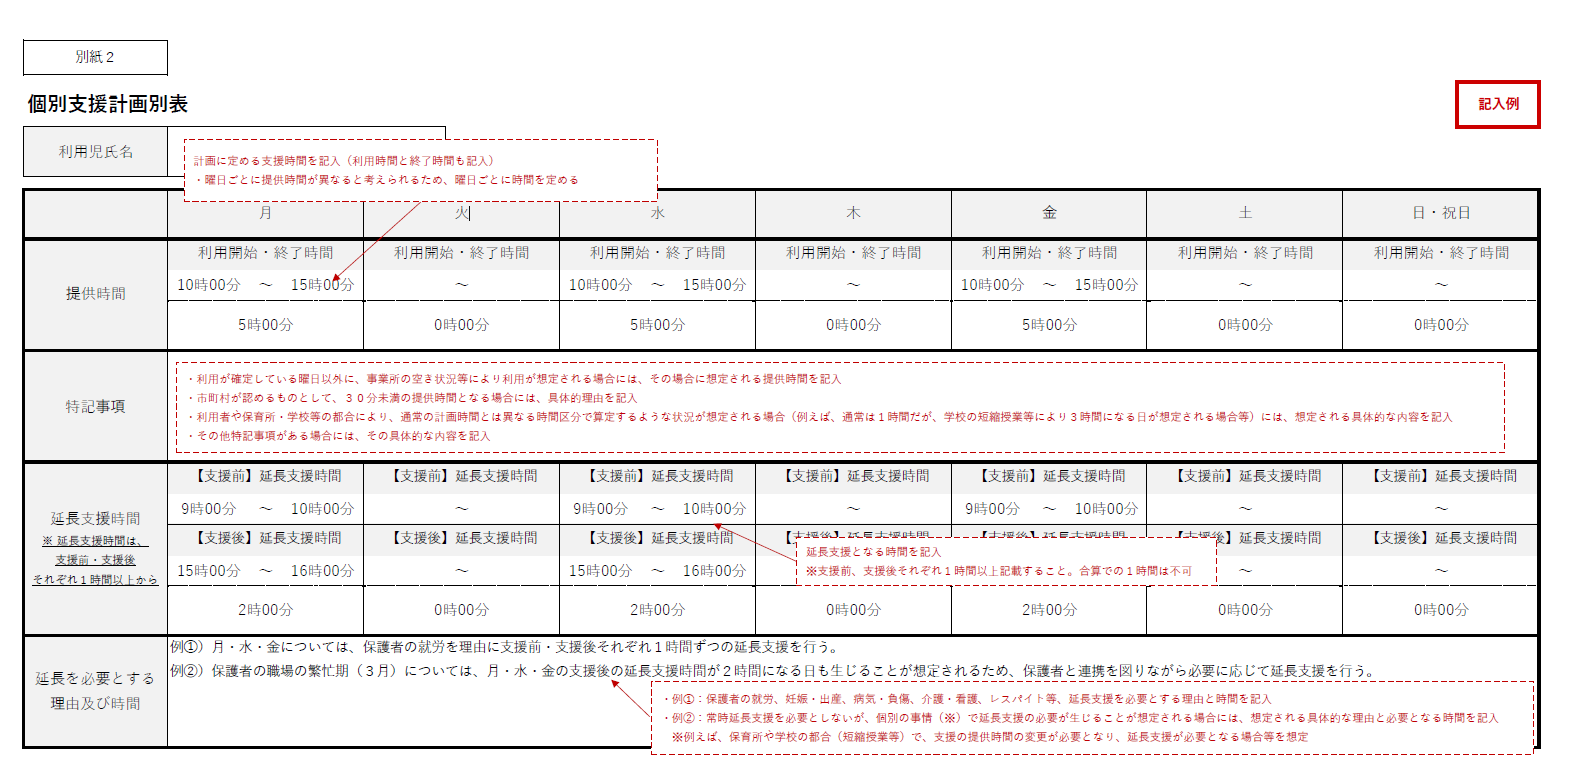 別紙２
個別支援計画別表
記入例
利用児氏名
計画に定める支援時間を記入（利用時間と終了時間も記入）
・曜日ごとに提供時間が異なると考えられるため、曜日ごとに時間を定める
月 火 水 木 金 土 日・祝日
提供時間
利用開始・終了時間 利用開始・終了時間 利用開始・終了時間 利用開始・終了時間 利用開始・終了時間 利用開始・終了時間 利用開始・終了時間
10時00分 ～ 15時00分 ～ 10時00分 ～ 15時00分 ～ 10時00分 ～ 15時00分 ～ ～
5時00分 0時00分 5時00分 0時00分 5時00分 0時00分 0時00分
特記事項
・利用が確定している曜日以外に、事業所の空き状況等により利用が想定される場合には、その場合に想定される提供時間を記入
・市町村が認めるものとして、３０分未満の提供時間となる場合には、具体的理由を記入
・利用者や保育所・学校等の都合により、通常の計画時間とは異なる時間区分で算定するような状況が想定される場合（例えば、通常は１時間だが、学校の短縮授業等により３時間になる日が想定される場合等）には、想定される具体的な内容を記入
・その他特記事項がある場合には、その具体的な内容を記入
延長支援時間
※ 延長支援時間は、
支援前・支援後
それぞれ１時間以上から
【支援前】延長支援時間 【支援前】延長支援時間 【支援前】延長支援時間 【支援前】延長支援時間 【支援前】延長支援時間 【支援前】延長支援時間 【支援前】延長支援時間
9時00分 ～ 10時00分 ～ 9時00分 ～ 10時00分 ～ 9時00分 ～ 10時00分 ～ ～
【支援後】延長支援時間 【支援後】延長支援時間 【支援後】延長支援時間 【支援後】延長支援時間 【支援後】延長支援時間 【支援後】延長支援時間 【支援後】延長支援時間
延長支援となる時間を記入
※支援前、支援後それぞれ１時間以上記載すること。合算での１時間は不可
15時00分 ～ 16時00分 ～ 15時00分 ～ 16時00分 ～ ～
2時00分 0時00分 2時00分 0時00分 2時00分 0時00分 0時00分
延長を必要とする
理由及び時間
例①）月・水・金については、保護者の就労を理由に支援前・支援後それぞれ１時間ずつの延長支援を行う。
例②）保護者の職場の繁忙期（３月）については、月・水・金の支援後の延長支援時間が２時間になる日も生じることが想定されるため、保護者と連携を図りながら必要に応じて延長支援を行う。
・例①：保護者の就労、妊娠・出産、病気・負傷、介護・看護、レスパイト等、延長支援を必要とする理由と時間を記入
・例②：常時延長支援を必要としないが、個別の事情（※）で延長支援の必要が生じることが想定される場合には、想定される具体的な理由と必要となる時間を記入
※例えば、保育所や学校の都合（短縮授業等）で、支援の提供時間の変更が必要となり、延長支援が必要となる場合等を想定